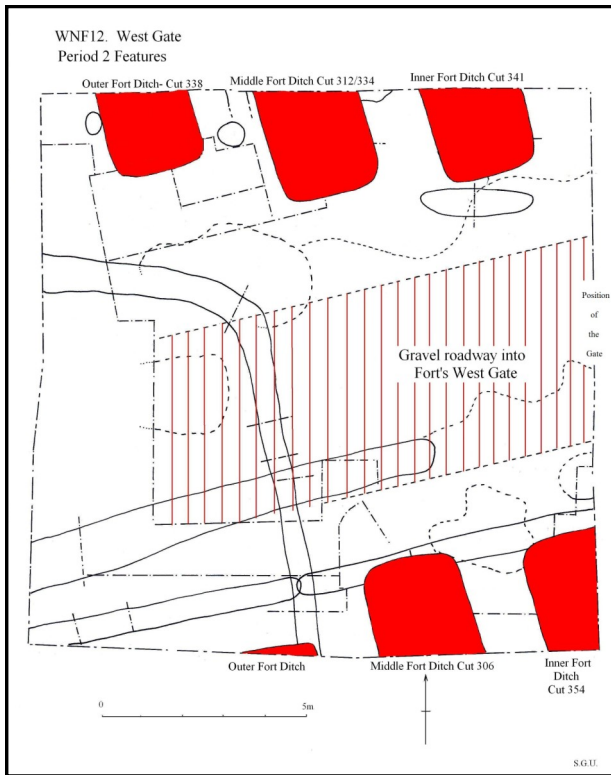 WNF12. West Gate
Period 2 Features
Outer Fort Ditch- Cut 338
Middle Fort Ditch Cut 312/334
Inner Fort Ditch Cut 341
Position
of
the
Gate
Gravel roadway into
Fort's West Gate
Outer Fort Ditch
Middle Fort Ditch Cut 306
Inner Fort
Ditch
Cut 354
0
5m
S.G.U.